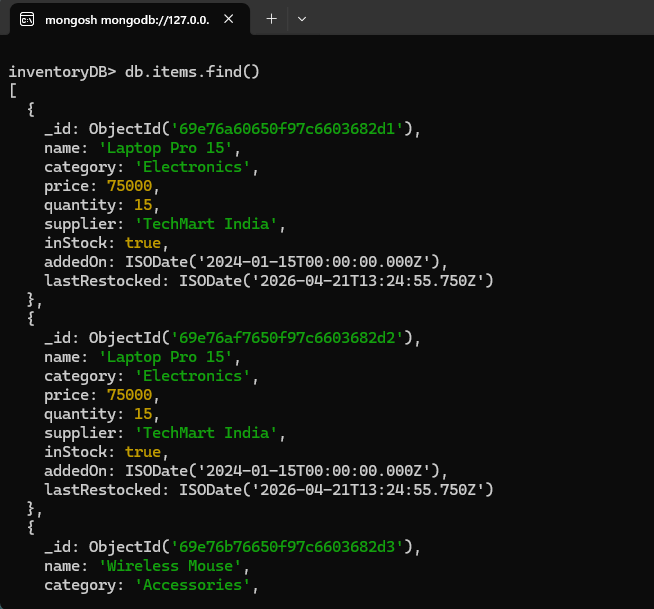 mongosh mongodb://127.0.0.
inventoryDB> db.items.find()
[
  {
    _id: ObjectId('69e76a60650f97c6603682d1'),
    name: 'Laptop Pro 15',
    category: 'Electronics',
    price: 75000,
    quantity: 15,
    supplier: 'TechMart India',
    inStock: true,
    addedOn: ISODate('2024-01-15T00:00:00.000Z'),
    lastRestocked: ISODate('2026-04-21T13:24:55.750Z')
  },
  {
    _id: ObjectId('69e76af7650f97c6603682d2'),
    name: 'Laptop Pro 15',
    category: 'Electronics',
    price: 75000,
    quantity: 15,
    supplier: 'TechMart India',
    inStock: true,
    addedOn: ISODate('2024-01-15T00:00:00.000Z'),
    lastRestocked: ISODate('2026-04-21T13:24:55.750Z')
  },
  {
    _id: ObjectId('69e76b76650f97c6603682d3'),
    name: 'Wireless Mouse',
    category: 'Accessories',